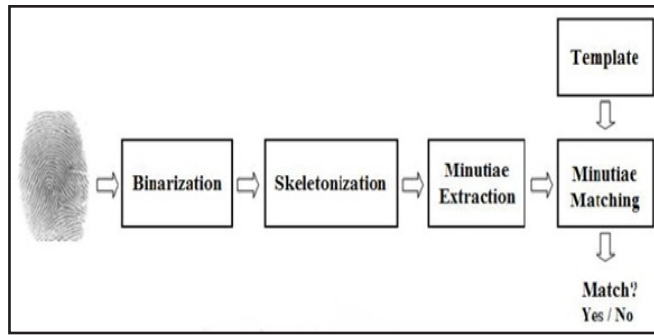 Template
Binarization
Skeletonization
Minutiae
Extraction
Minutiae
Matching
Match?
Yes / No